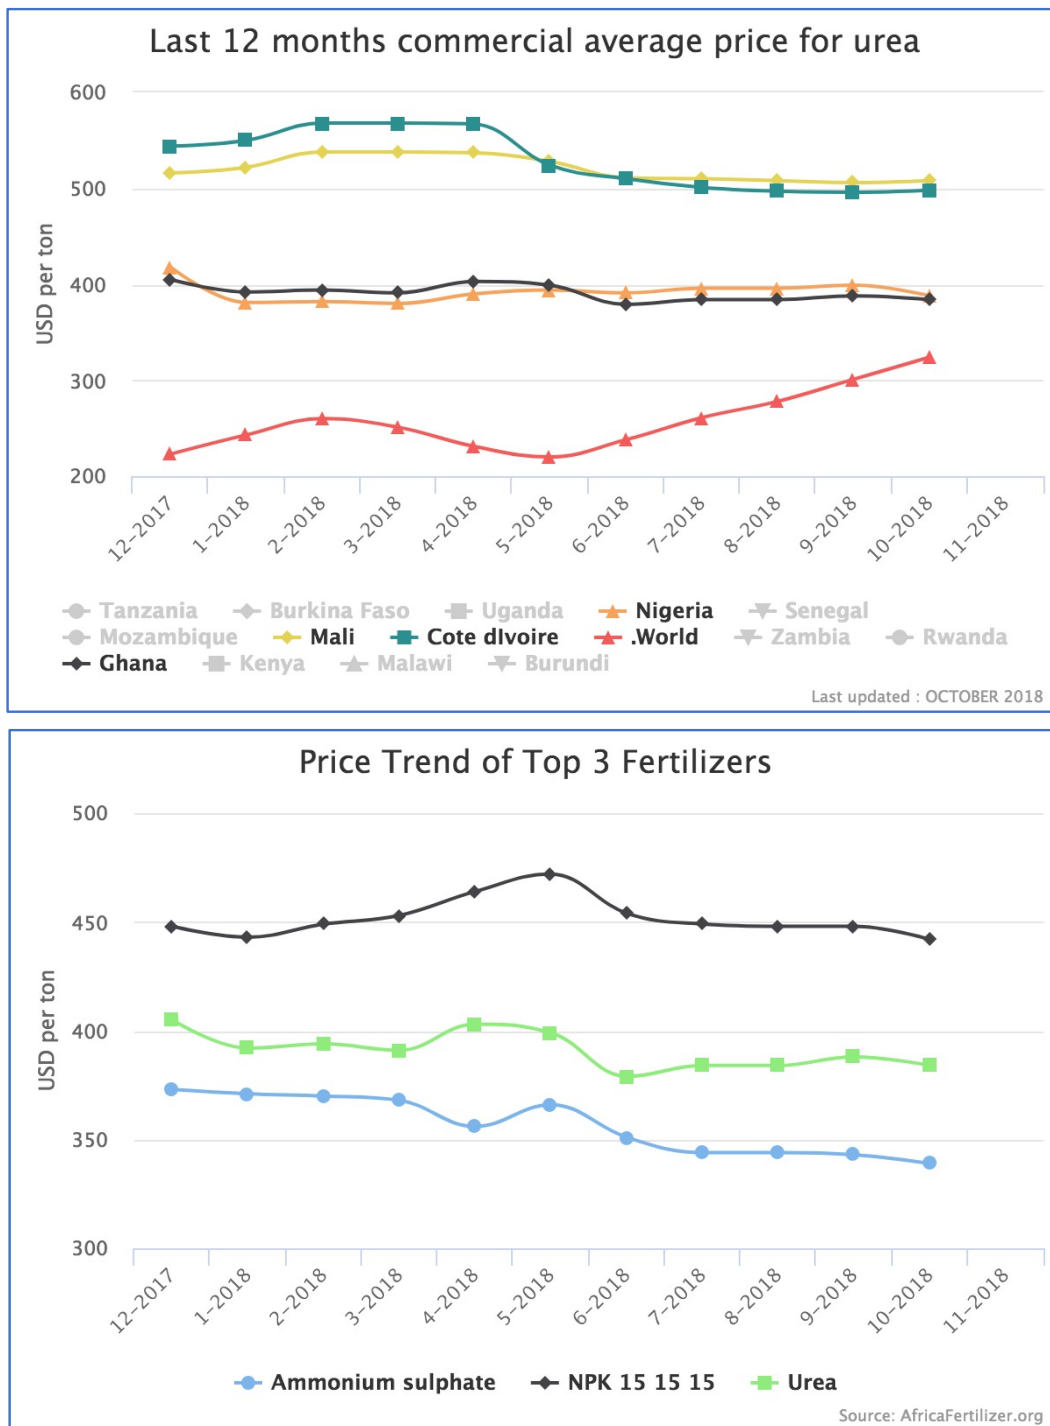 Last 12 months commercial average price for urea
600
500
400
300
200
USD per ton
12-2017 1-2018 2-2018 3-2018 4-2018 5-2018 6-2018 7-2018 8-2018 9-2018 10-2018 11-2018
Tanzania Burkina Faso Uganda Nigeria Senegal
Mozambique Mali Cote dIvoire .World Zambia Rwanda
Ghana Kenya Malawi Burundi
Last updated : OCTOBER 2018
Price Trend of Top 3 Fertilizers
500
450
400
350
300
USD per ton
12-2017 1-2018 2-2018 3-2018 4-2018 5-2018 6-2018 7-2018 8-2018 9-2018 10-2018 11-2018
Ammonium sulphate NPK 15 15 15 Urea
Source: AfricaFertilizer.org